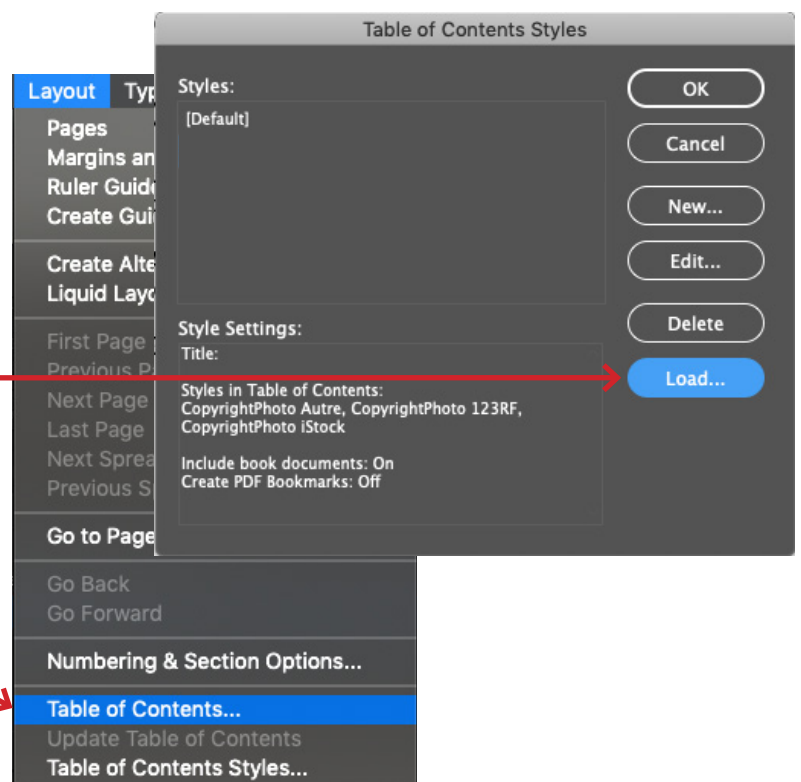 Table of Contents Styles
Styles:
[Default]
OK
Cancel
New...
Edit...
Delete
Load...
Style Settings:
Title:
Styles in Table of Contents:
CopyrightPhoto Autre, CopyrightPhoto 123RF,
CopyrightPhoto iStock
Include book documents: On
Create PDF Bookmarks: Off
Layout Typ
Pages
Margins an
Ruler Guid
Create Gui
Create Alte
Liquid Layo
First Page
Previous P
Next Page
Last Page
Next Sprea
Previous S
Go to Page
Go Back
Go Forward
Numbering & Section Options...
Table of Contents...
Update Table of Contents
Table of Contents Styles...